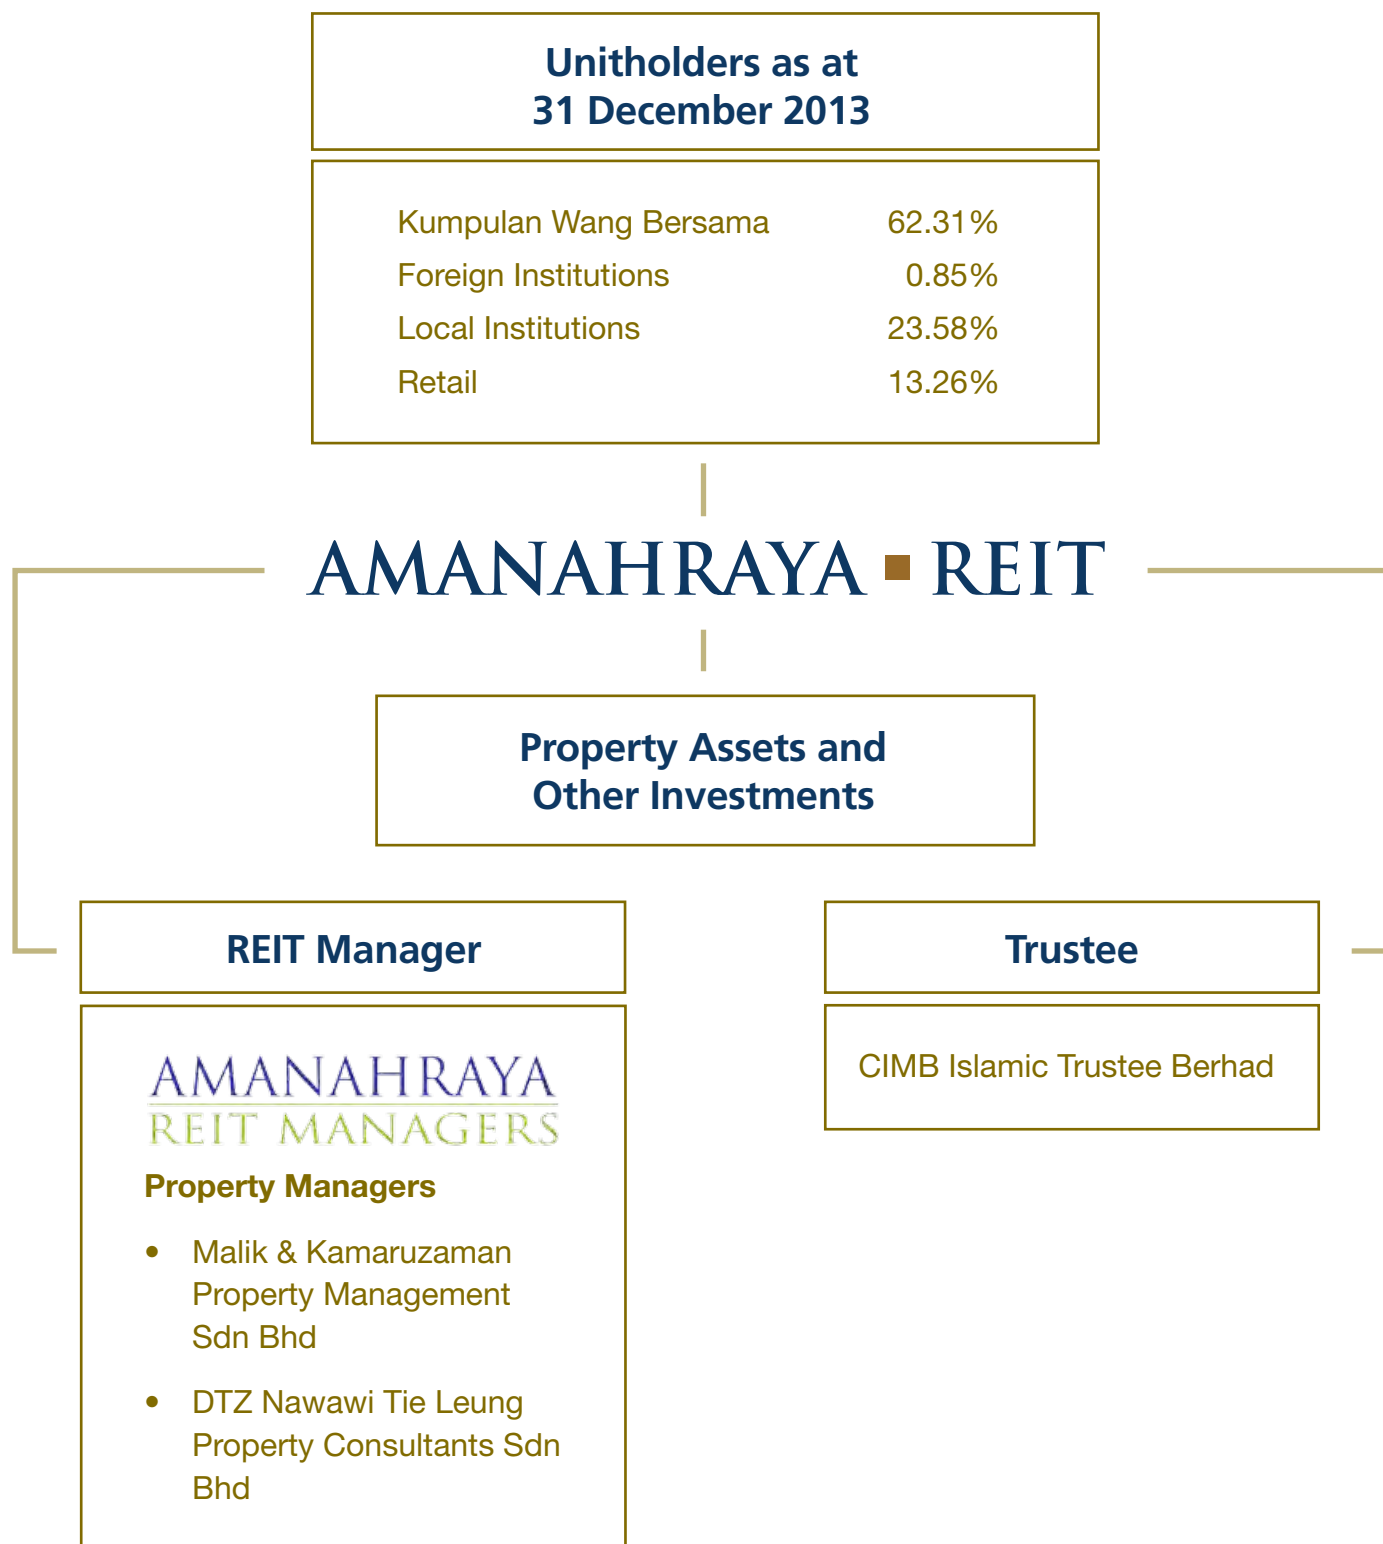 Unitholders as at
31 December 2013
Kumpulan Wang Bersama 62.31%
Foreign Institutions 0.85%
Local Institutions 23.58%
Retail 13.26%
AMANAHRAYA ■ REIT
Property Assets and
Other Investments
REIT Manager
AMANAHRAYA
REIT MANAGERS
Property Managers
• Malik & Kamaruzaman
Property Management
Sdn Bhd
• DTZ Nawawi Tie Leung
Property Consultants Sdn
Bhd
Trustee
CIMB Islamic Trustee Berhad